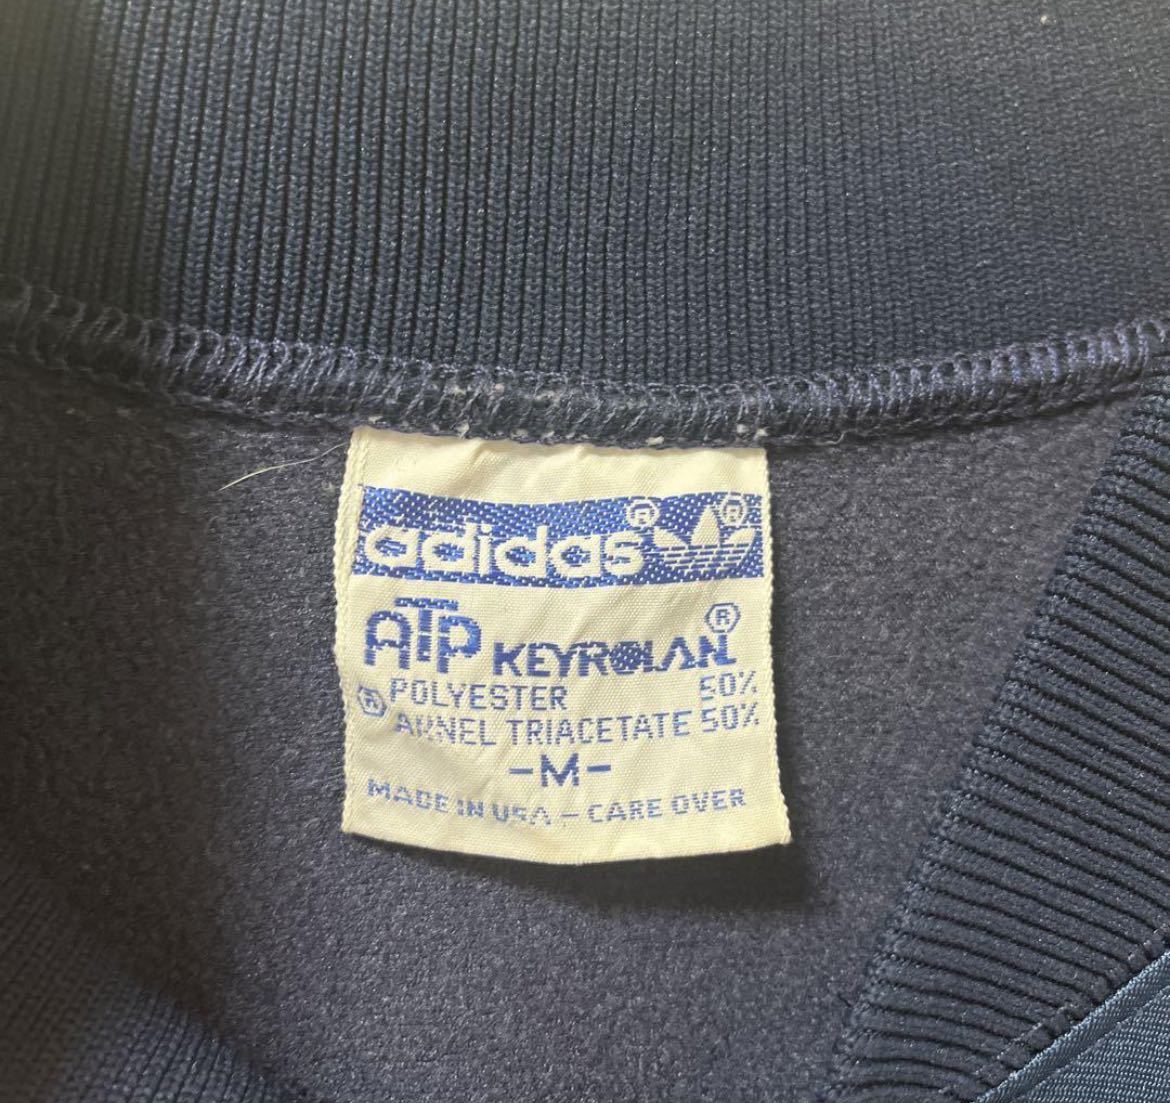 adidas® ®
ATP KEYROLAN®
POLYESTER 50%
® ARNEL TRIACETATE 50%
-M-
MADE IN USA - CARE OVER